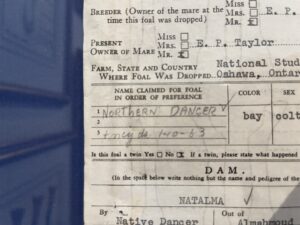 BREEDER (OWNER OF THE MARE AT THE Miss □
time this foal was dropped) Mrs. □
Mr. ☒
Miss □
PRESENT Mrs. □ E. P. Taylor
OWNER OF MARE Mr. ☒
FARM, STATE AND COUNTRY National Stud
WHERE FOAL WAS DROPPED. Oshawa, Ontar
NAME CLAIMED FOR FOAL COLOR SEX
IN ORDER OF PREFERENCE
1 NORTHERN DANCER ✓ bay colt
2
3
Is this foal a twin Yes □ No ☒ If a twin, please state what happened
DAM.
(In the space below write nothing but the name and pedigree of the
NATALMA ✓
By Out of
Native Dancer Almahmoud